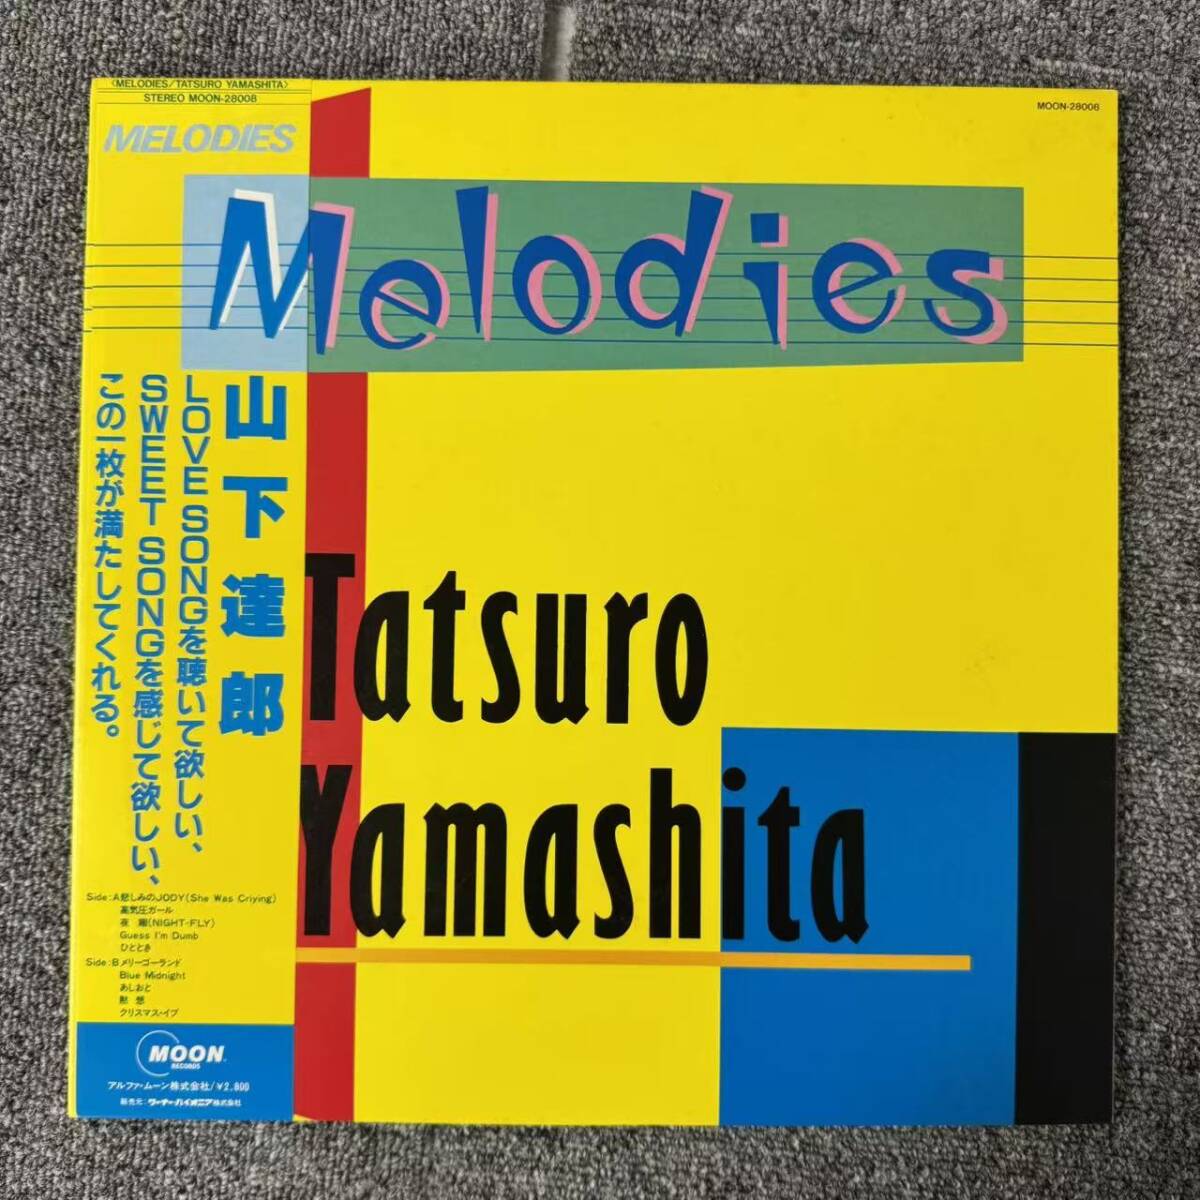 〈MELODIES/TATSURO YAMASHITA〉
STEREO MOON-28008
MELODIES
MOON-28008
Melodies
山下達郎
LOVE SONGを聴いて欲しい、
SWEET SONGを感じて欲しい、
この一枚が満たしてくれる。
Tatsuro
Yamashita
Side:A悲しみのJODY(She Was Criying)
高気圧ガール
夜 翔(NIGHT-FLY)
Guess I'm Dumb
ひととき
Side:Bメリー・ゴー・ランド
Blue Midnight
あしおと
黙 想
クリスマス・イブ
MOON
RECORDS
アルファ・ムーン株式会社/¥2,800
販売元:ワーナー・パイオニア株式会社